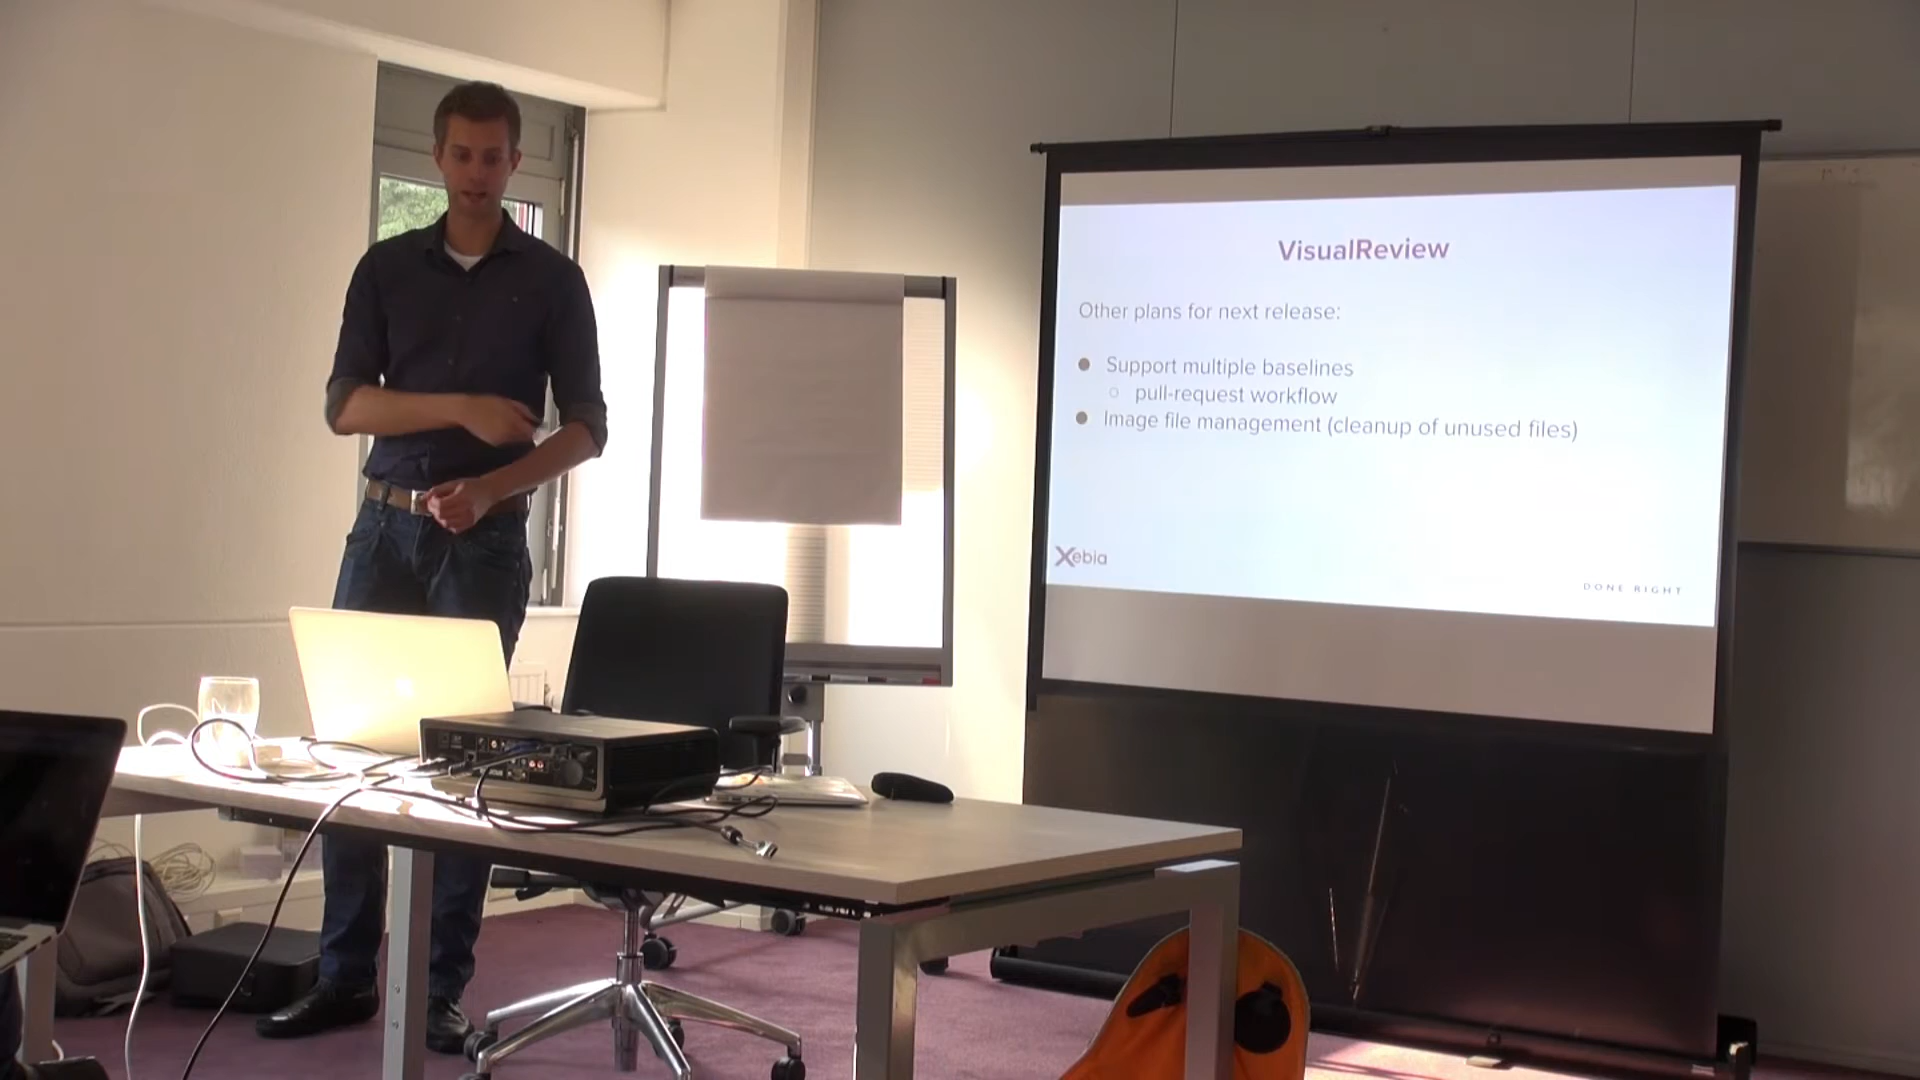 VisualReview
Other plans for next release:
Support multiple baselines
pull-request workflow
Image file management (cleanup of unused files)
Xebia
DONE RIGHT